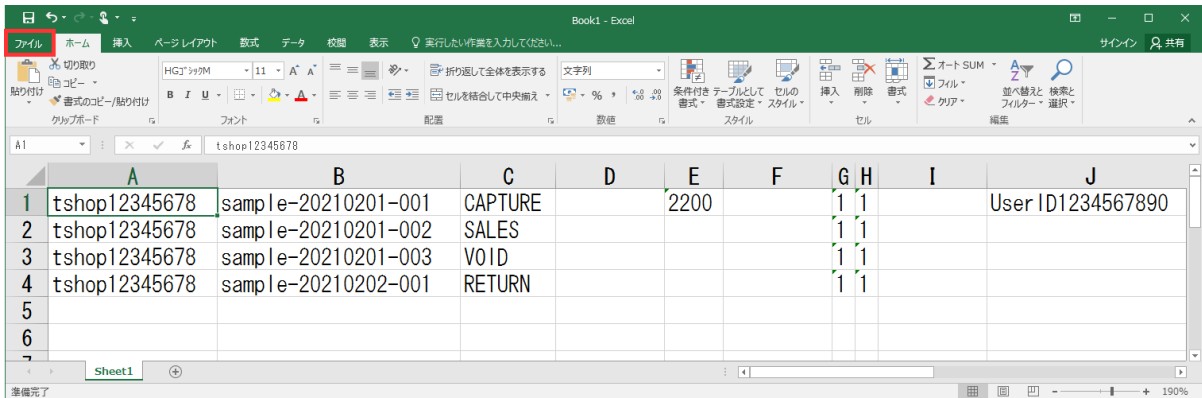 Book1 - Excel
ファイル ホーム 挿入 ページ レイアウト 数式 データ 校閲 表示 実行したい作業を入力してください... サインイン 共有
貼り付け 切り取り コピー 書式のコピー/貼り付け
クリップボード
HGゴシックM 11 A A
B I U A
フォント
折り返して全体を表示する
セルを結合して中央揃え
配置
文字列
% ,
数値
条件付き書式 テーブルとして書式設定 セルのスタイル
スタイル
挿入 削除 書式
セル
オート SUM フィル クリア 並べ替えと フィルター 検索と 選択
編集
A1 fx tshop12345678
A B C D E F G H I J
1 tshop12345678 sample-20210201-001 CAPTURE 2200 1 1 UserID1234567890
2 tshop12345678 sample-20210201-002 SALES 1 1
3 tshop12345678 sample-20210201-003 VOID 1 1
4 tshop12345678 sample-20210202-001 RETURN 1 1
5
6
7
Sheet1
準備完了 190%